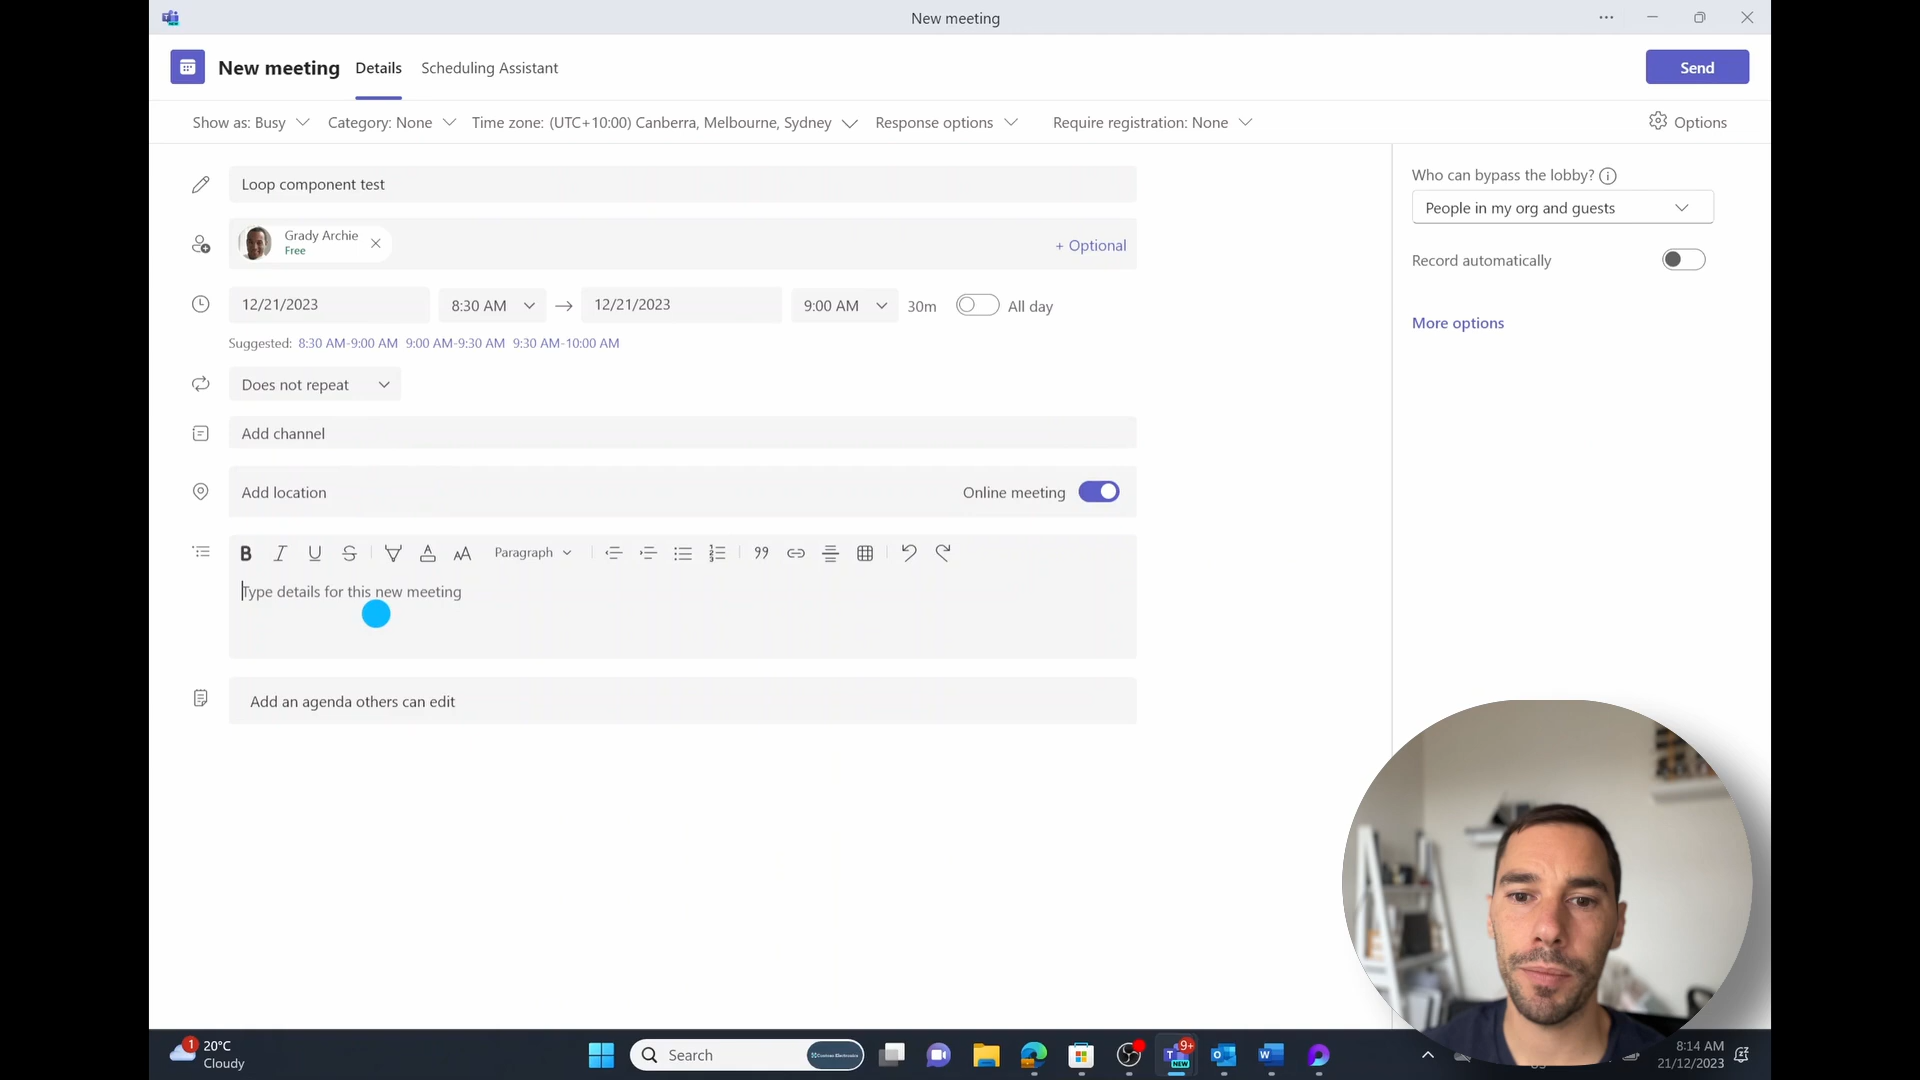 New meeting
New meeting Details Scheduling Assistant Send
Show as: Busy Category: None Time zone: (UTC+10:00) Canberra, Melbourne, Sydney Response options Require registration: None Options
Loop component test
Grady Archie
Free
+ Optional
12/21/2023 8:30 AM → 12/21/2023 9:00 AM 30m All day
Suggested: 8:30 AM-9:00 AM 9:00 AM-9:30 AM 9:30 AM-10:00 AM
Does not repeat
Add channel
Add location Online meeting
B I U S A AA Paragraph
Type details for this new meeting
Add an agenda others can edit
Who can bypass the lobby?
People in my org and guests
Record automatically
More options
1 20°C
Cloudy
Search
9+
NEW
8:14 AM
21/12/2023